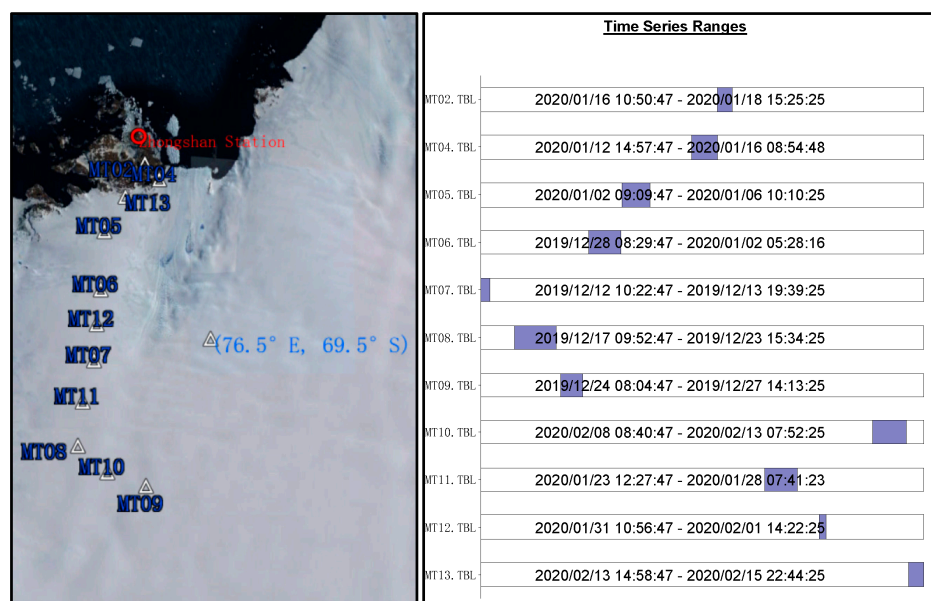 Zhongshan Station
MT02
MT04
MT13
MT05
MT06
MT12
(76.5° E, 69.5° S)
MT07
MT11
MT08
MT10
MT09
Time Series Ranges
MT02.TBL 2020/01/16 10:50:47 - 2020/01/18 15:25:25
MT04.TBL 2020/01/12 14:57:47 - 2020/01/16 08:54:48
MT05.TBL 2020/01/02 09:09:47 - 2020/01/06 10:10:25
MT06.TBL 2019/12/28 08:29:47 - 2020/01/02 05:28:16
MT07.TBL 2019/12/12 10:22:47 - 2019/12/13 19:39:25
MT08.TBL 2019/12/17 09:52:47 - 2019/12/23 15:34:25
MT09.TBL 2019/12/24 08:04:47 - 2019/12/27 14:13:25
MT10.TBL 2020/02/08 08:40:47 - 2020/02/13 07:52:25
MT11.TBL 2020/01/23 12:27:47 - 2020/01/28 07:41:23
MT12.TBL 2020/01/31 10:56:47 - 2020/02/01 14:22:25
MT13.TBL 2020/02/13 14:58:47 - 2020/02/15 22:44:25